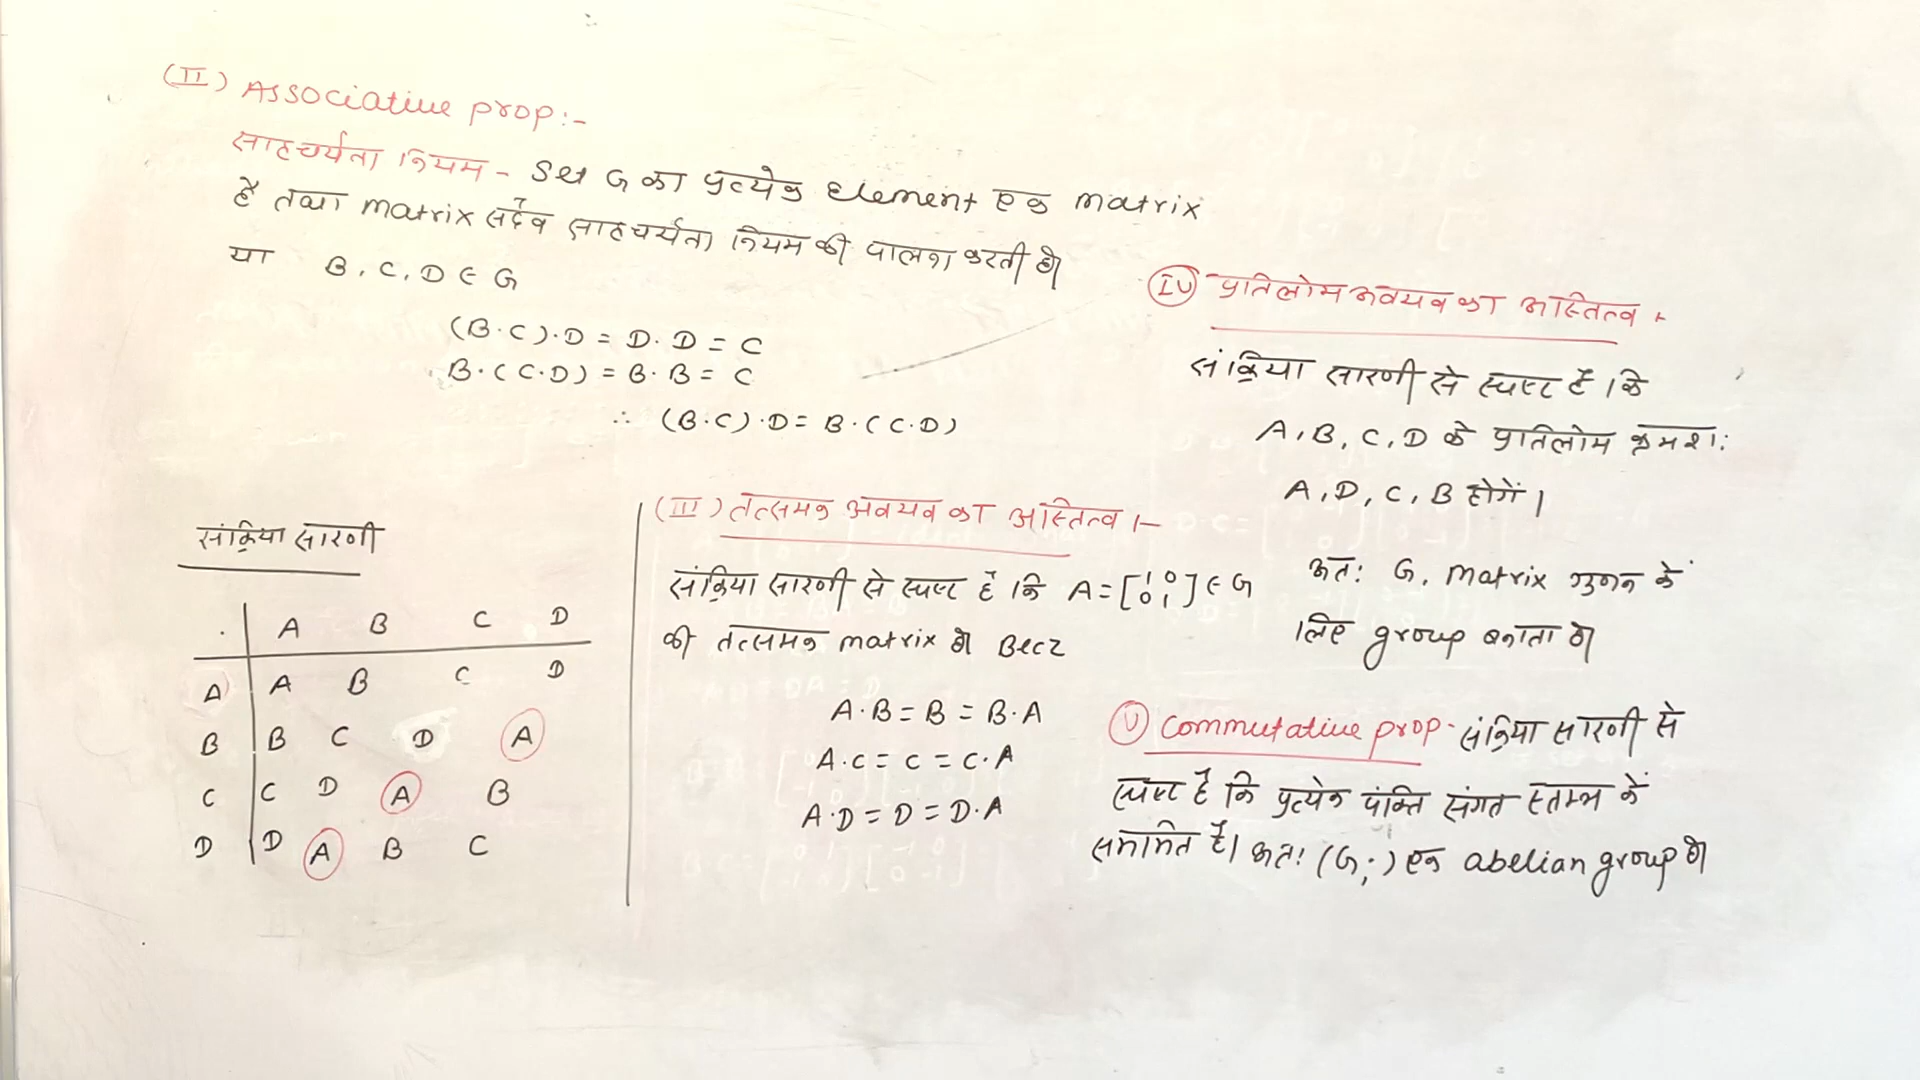 (II) Associative prop:-
साहचर्यता नियम - Set G का प्रत्येक Element एक matrix
है तथा matrix सदैव साहचर्यता नियम की पालना करती है।
या B, C, D ∈ G
(B·C)·D = D·D = C
B·(C·D) = B·B = C
∴ (B·C)·D = B·(C·D)
संक्रिया सारणी
· A B C D
A A B C D
B B C D A
C C D A B
D D A B C
(III) तत्समक अवयव का अस्तित्व :-
संक्रिया सारणी से स्पष्ट है कि A = [1 0 0 1] ∈ G
की तत्समक matrix है। Becz
A·B = B = B·A
A·C = C = C·A
A·D = D = D·A
(IV) प्रतिलोम अवयव का अस्तित्व :-
संक्रिया सारणी से स्पष्ट है कि
A, B, C, D के प्रतिलोम क्रमशः
A, D, C, B होगें।
अतः G, matrix गुणन के
लिए group बनाता है।
(V) Commutative prop - संक्रिया सारणी से
स्पष्ट है कि प्रत्येक पंक्ति संगत स्तम्भ के
समामित है। अतः (G, ·) एक abelian group है।